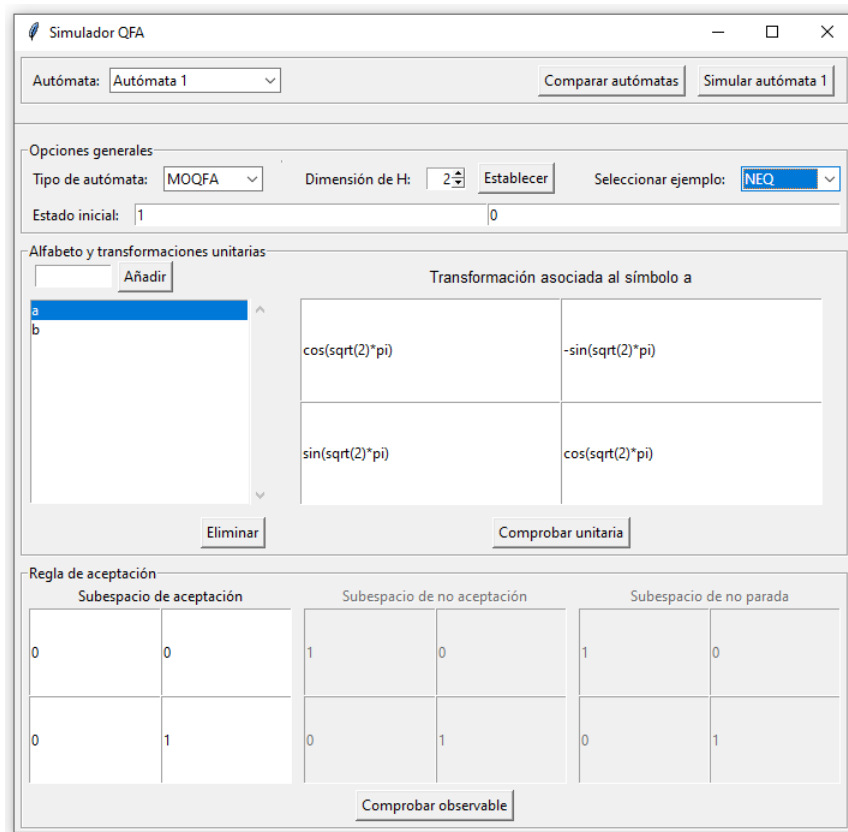 Simulador QFA
Autómata: Autómata 1 Comparar autómatas Simular autómata 1
Opciones generales
Tipo de autómata: MOQFA Dimensión de H: 2 Establecer Seleccionar ejemplo: NEQ
Estado inicial: 1 0
Alfabeto y transformaciones unitarias
Añadir Transformación asociada al símbolo a
a
b
cos(sqrt(2)*pi) -sin(sqrt(2)*pi)
sin(sqrt(2)*pi) cos(sqrt(2)*pi)
Eliminar Comprobar unitaria
Regla de aceptación
Subespacio de aceptación Subespacio de no aceptación Subespacio de no parada
0 0 1 0 1 0
0 1 0 1 0 1
Comprobar observable